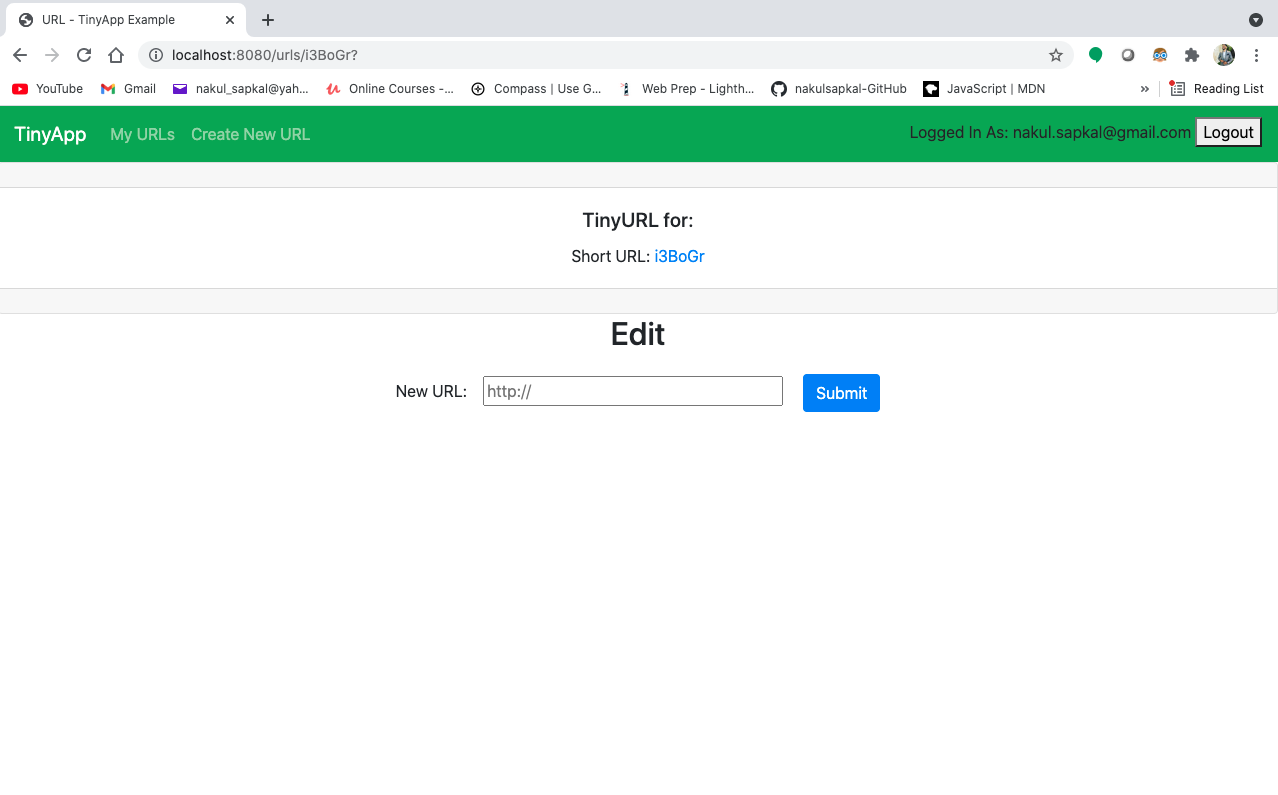 URL - TinyApp Example
localhost:8080/urls/i3BoGr?
YouTube Gmail nakul_sapkal@yah... Online Courses -... Compass | Use G... Web Prep - Lighth... nakulsapkal-GitHub JavaScript | MDN » Reading List
TinyApp My URLs Create New URL Logged In As: nakul.sapkal@gmail.com Logout
TinyURL for:
Short URL: i3BoGr
Edit
New URL: http:// Submit